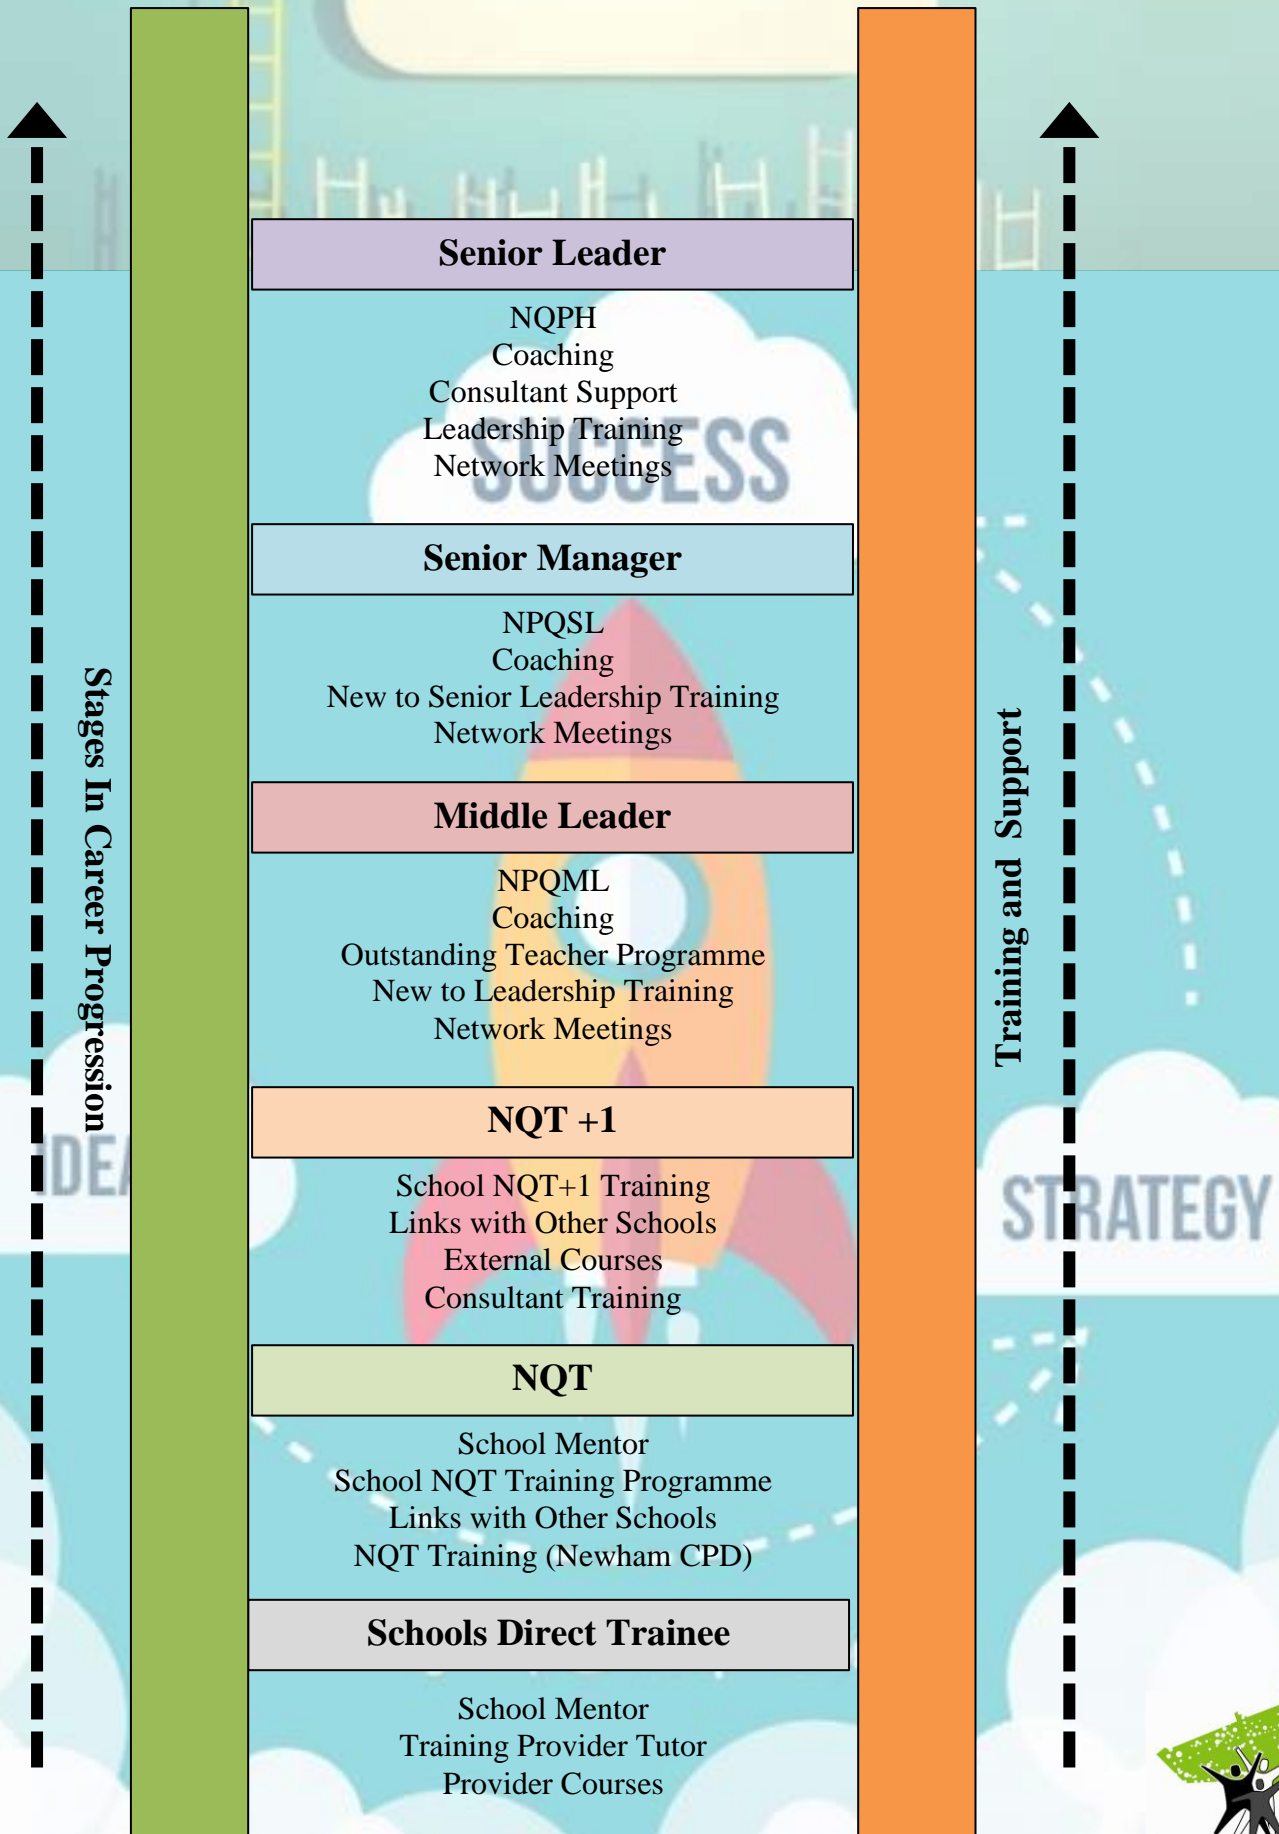 Senior Leader
NQPH
Coaching
Consultant Support
Leadership Training
Network Meetings
SUCCESS
Senior Manager
NPQSL
Coaching
New to Senior Leadership Training
Network Meetings
Middle Leader
NPQML
Coaching
Outstanding Teacher Programme
New to Leadership Training
Network Meetings
NQT +1
School NQT+1 Training
Links with Other Schools
External Courses
Consultant Training
NQT
School Mentor
School NQT Training Programme
Links with Other Schools
NQT Training (Newham CPD)
Schools Direct Trainee
School Mentor
Training Provider Tutor
Provider Courses
Stages In Career Progression
Training and Support
STRATEGY